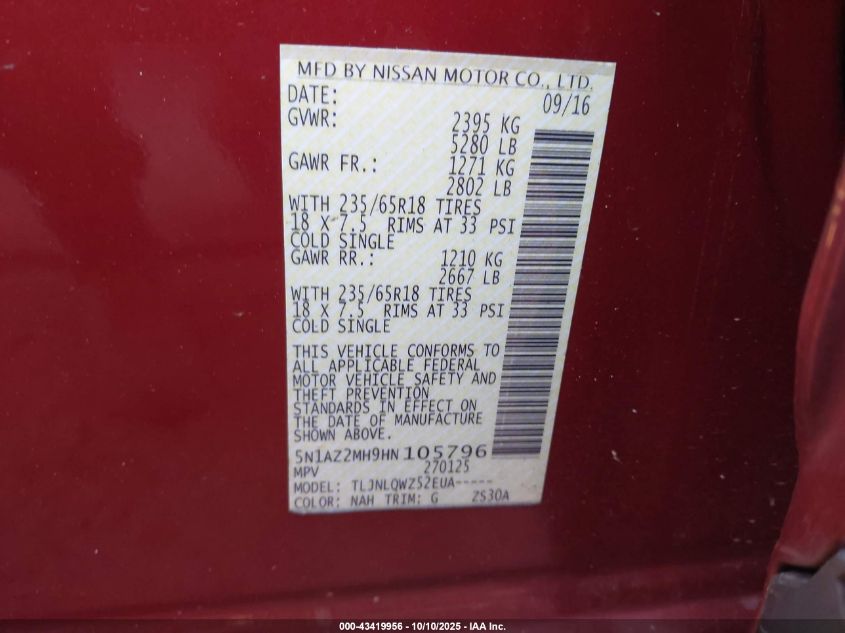 MFD BY NISSAN MOTOR CO., LTD.
DATE: 09/16
GVWR: 2395 KG
5280 LB
GAWR FR.: 1271 KG
2802 LB
WITH 235/65R18 TIRES
18 X 7.5 RIMS AT 33 PSI
COLD SINGLE
GAWR RR.: 1210 KG
2667 LB
WITH 235/65R18 TIRES
18 X 7.5 RIMS AT 33 PSI
COLD SINGLE
THIS VEHICLE CONFORMS TO
ALL APPLICABLE FEDERAL
MOTOR VEHICLE SAFETY AND
THEFT PREVENTION
STANDARDS IN EFFECT ON
THE DATE OF MANUFACTURE
SHOWN ABOVE.
5N1AZ2MH9HN105796
MPV 270125
MODEL: TLJNLQWZ52EUA-----
COLOR: NAH TRIM: G ZS30A
000-43419956 - 10/10/2025 - IAA Inc.